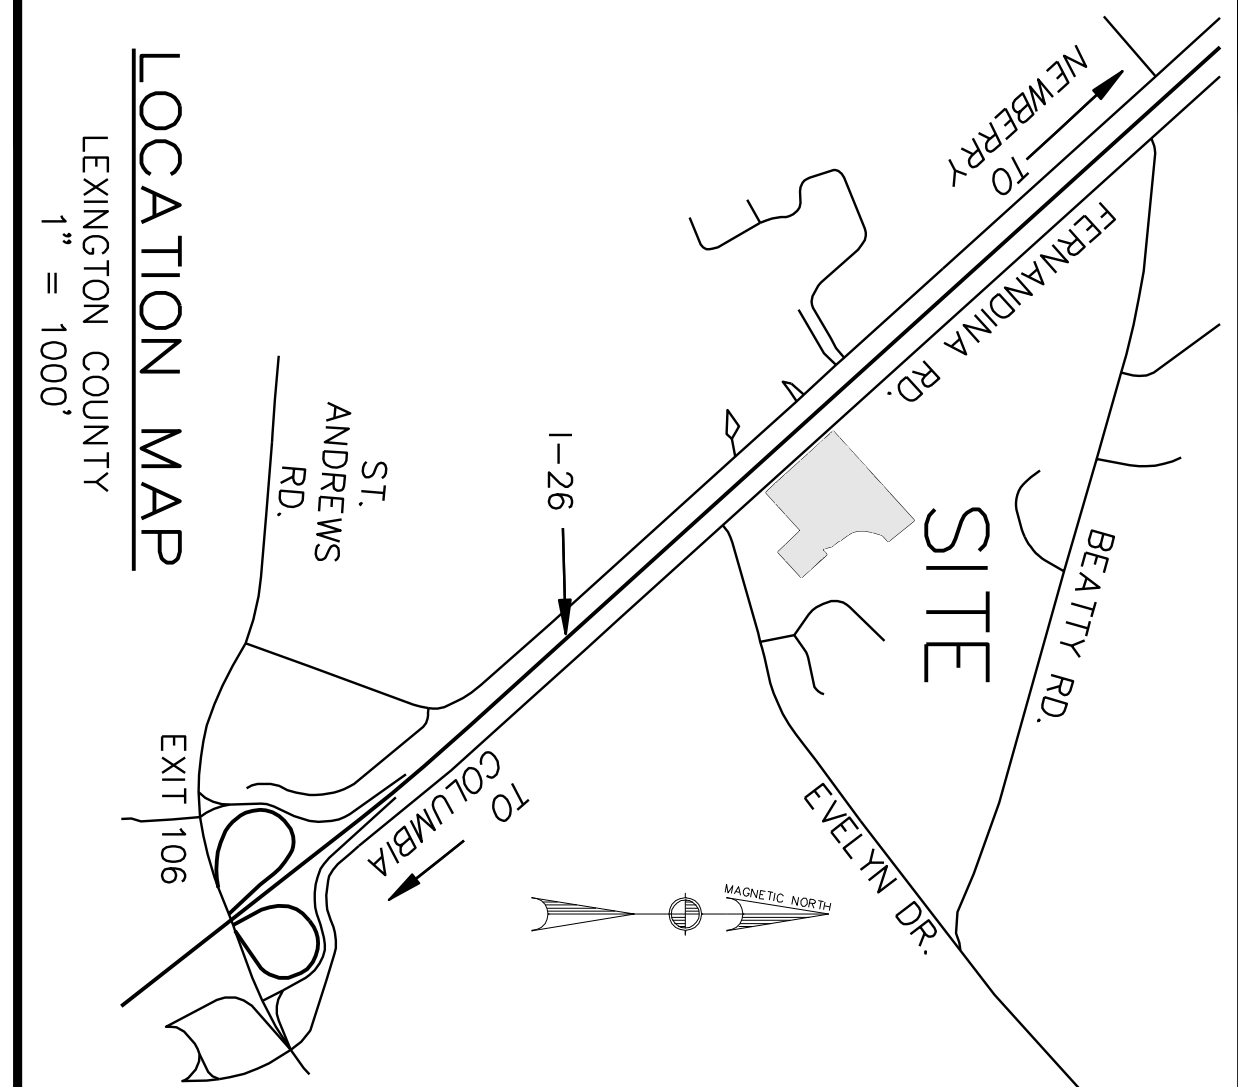 TO
NEWBERRY
FERNANDINA RD.
I-26
SITE
BEATTY RD.
ST.
ANDREWS
RD.
EVELYN DR.
TO
COLUMBIA
EXIT 106
MAGNETIC NORTH
LOCATION MAP
LEXINGTON COUNTY
1" = 1000'